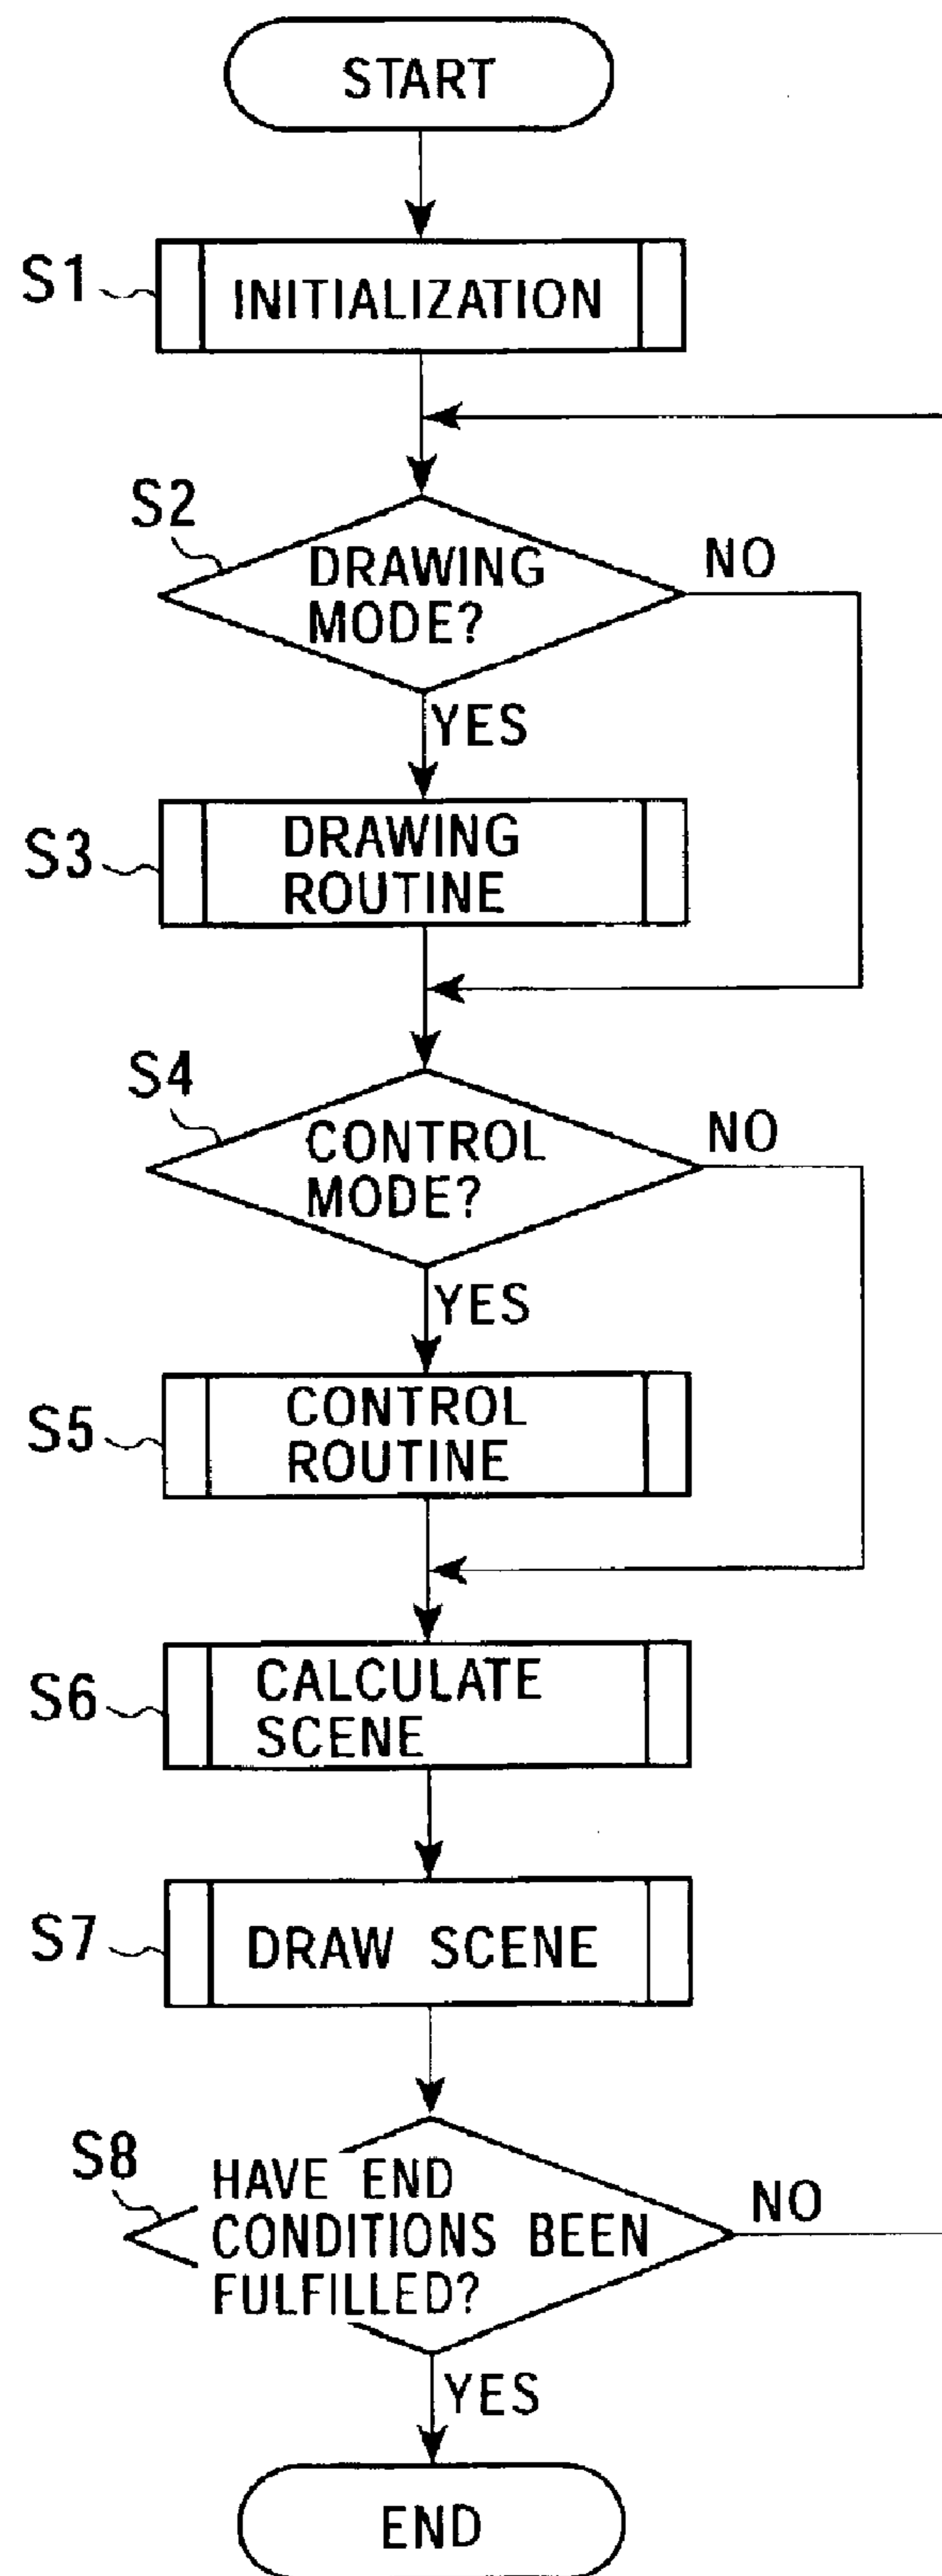 START
S1
INITIALIZATION
S2
DRAWING
MODE?
NO
YES
S3
DRAWING
ROUTINE
S4
CONTROL
MODE?
NO
YES
S5
CONTROL
ROUTINE
S6
CALCULATE
SCENE
S7
DRAW SCENE
S8
HAVE END
CONDITIONS BEEN
FULFILLED?
NO
YES
END